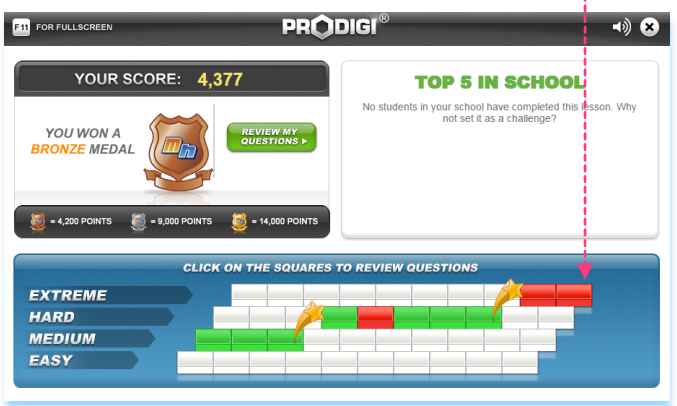 F11 FOR FULLSCREEN
PRODIGI®
YOUR SCORE: 4,377
YOU WON A
BRONZE MEDAL
REVIEW MY
QUESTIONS
= 4,200 POINTS
= 9,000 POINTS
= 14,000 POINTS
TOP 5 IN SCHOOL
No students in your school have completed this lesson. Why
not set it as a challenge?
CLICK ON THE SQUARES TO REVIEW QUESTIONS
EXTREME
HARD
MEDIUM
EASY